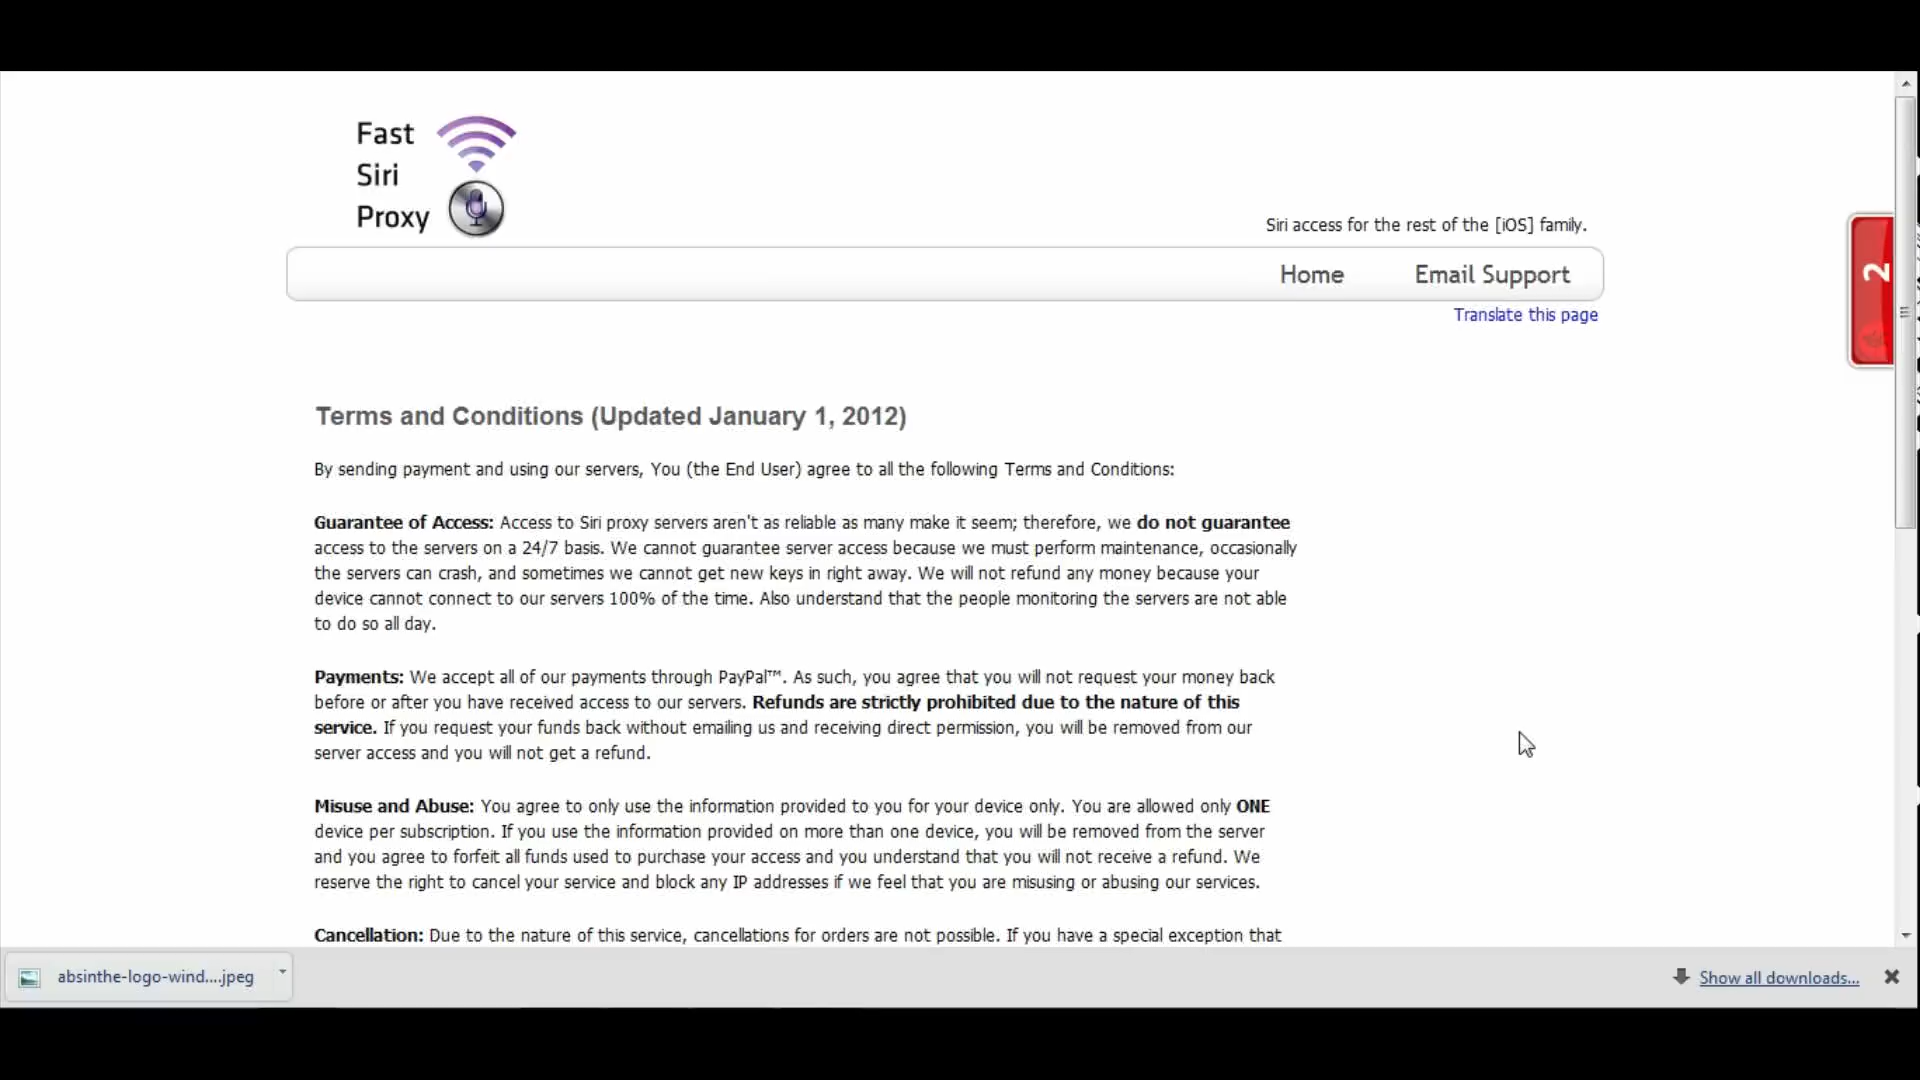 Fast
Siri
Proxy
Siri access for the rest of the [iOS] family.
Home Email Support
Translate this page
2
Terms and Conditions (Updated January 1, 2012)
By sending payment and using our servers, You (the End User) agree to all the following Terms and Conditions:
Guarantee of Access: Access to Siri proxy servers aren't as reliable as many make it seem; therefore, we do not guarantee
access to the servers on a 24/7 basis. We cannot guarantee server access because we must perform maintenance, occasionally
the servers can crash, and sometimes we cannot get new keys in right away. We will not refund any money because your
device cannot connect to our servers 100% of the time. Also understand that the people monitoring the servers are not able
to do so all day.
Payments: We accept all of our payments through PayPal™. As such, you agree that you will not request your money back
before or after you have received access to our servers. Refunds are strictly prohibited due to the nature of this
service. If you request your funds back without emailing us and receiving direct permission, you will be removed from our
server access and you will not get a refund.
Misuse and Abuse: You agree to only use the information provided to you for your device only. You are allowed only ONE
device per subscription. If you use the information provided on more than one device, you will be removed from the server
and you agree to forfeit all funds used to purchase your access and you understand that you will not receive a refund. We
reserve the right to cancel your service and block any IP addresses if we feel that you are misusing or abusing our services.
Cancellation: Due to the nature of this service, cancellations for orders are not possible. If you have a special exception that
absinthe-logo-wind....jpeg
Show all downloads...